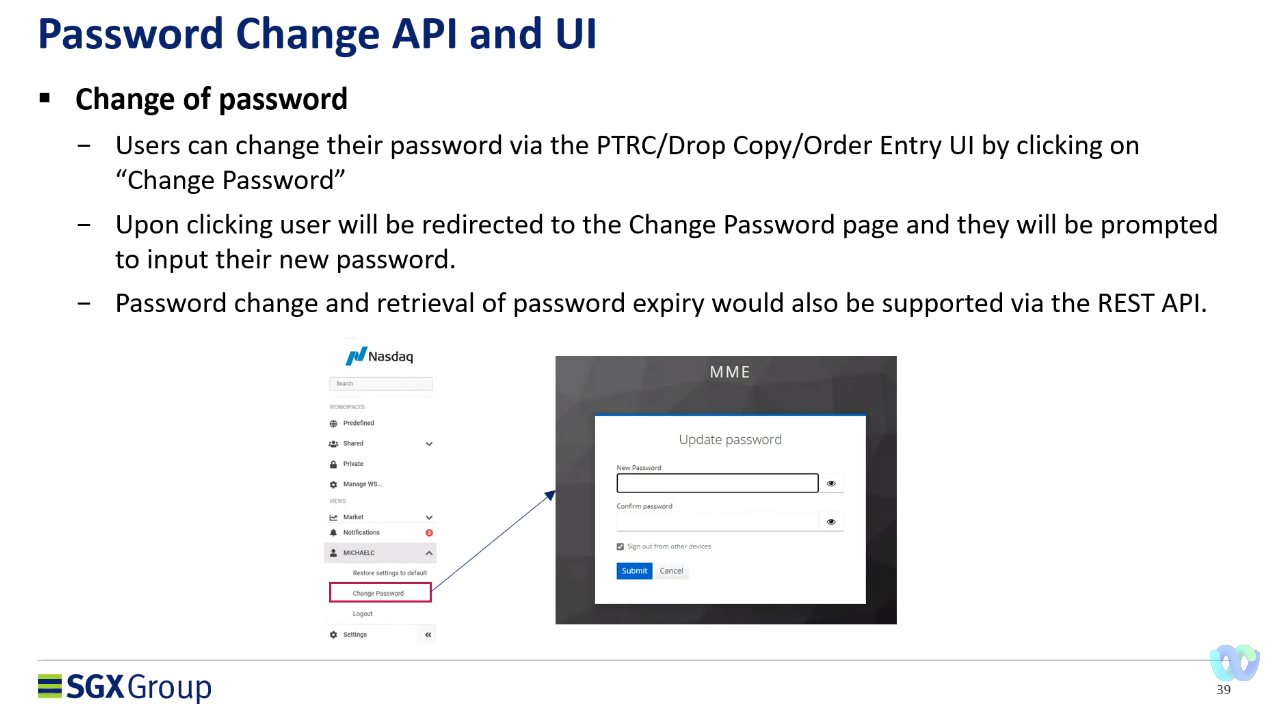 Password Change API and UI
▪ Change of password
− Users can change their password via the PTRC/Drop Copy/Order Entry UI by clicking on
“Change Password”
− Upon clicking user will be redirected to the Change Password page and they will be prompted
to input their new password.
− Password change and retrieval of password expiry would also be supported via the REST API.
Nasdaq
Search
WORKSPACES
Predefined
Shared
Private
Manage WS...
VIEWS
Market
Notifications
MICHAELC
Restore settings to default
Change Password
Logout
Settings
MME
Update password
New Password
Confirm password
Sign out from other devices
Submit Cancel
SGX Group
39